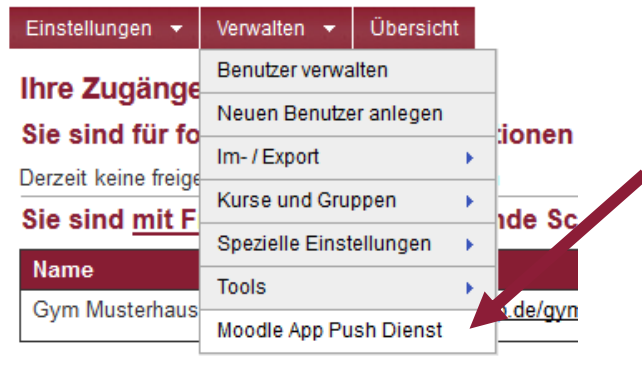 Einstellungen Verwalten Übersicht
Benutzer verwalten
Ihre Zugänge
Neuen Benutzer anlegen
Sie sind für fo ionen
Im- / Export
Derzeit keine freige
Kurse und Gruppen
Sie sind mit F nde Sc
Spezielle Einstellungen
Name
Tools
Gym Musterhaus .de/gym
Moodle App Push Dienst